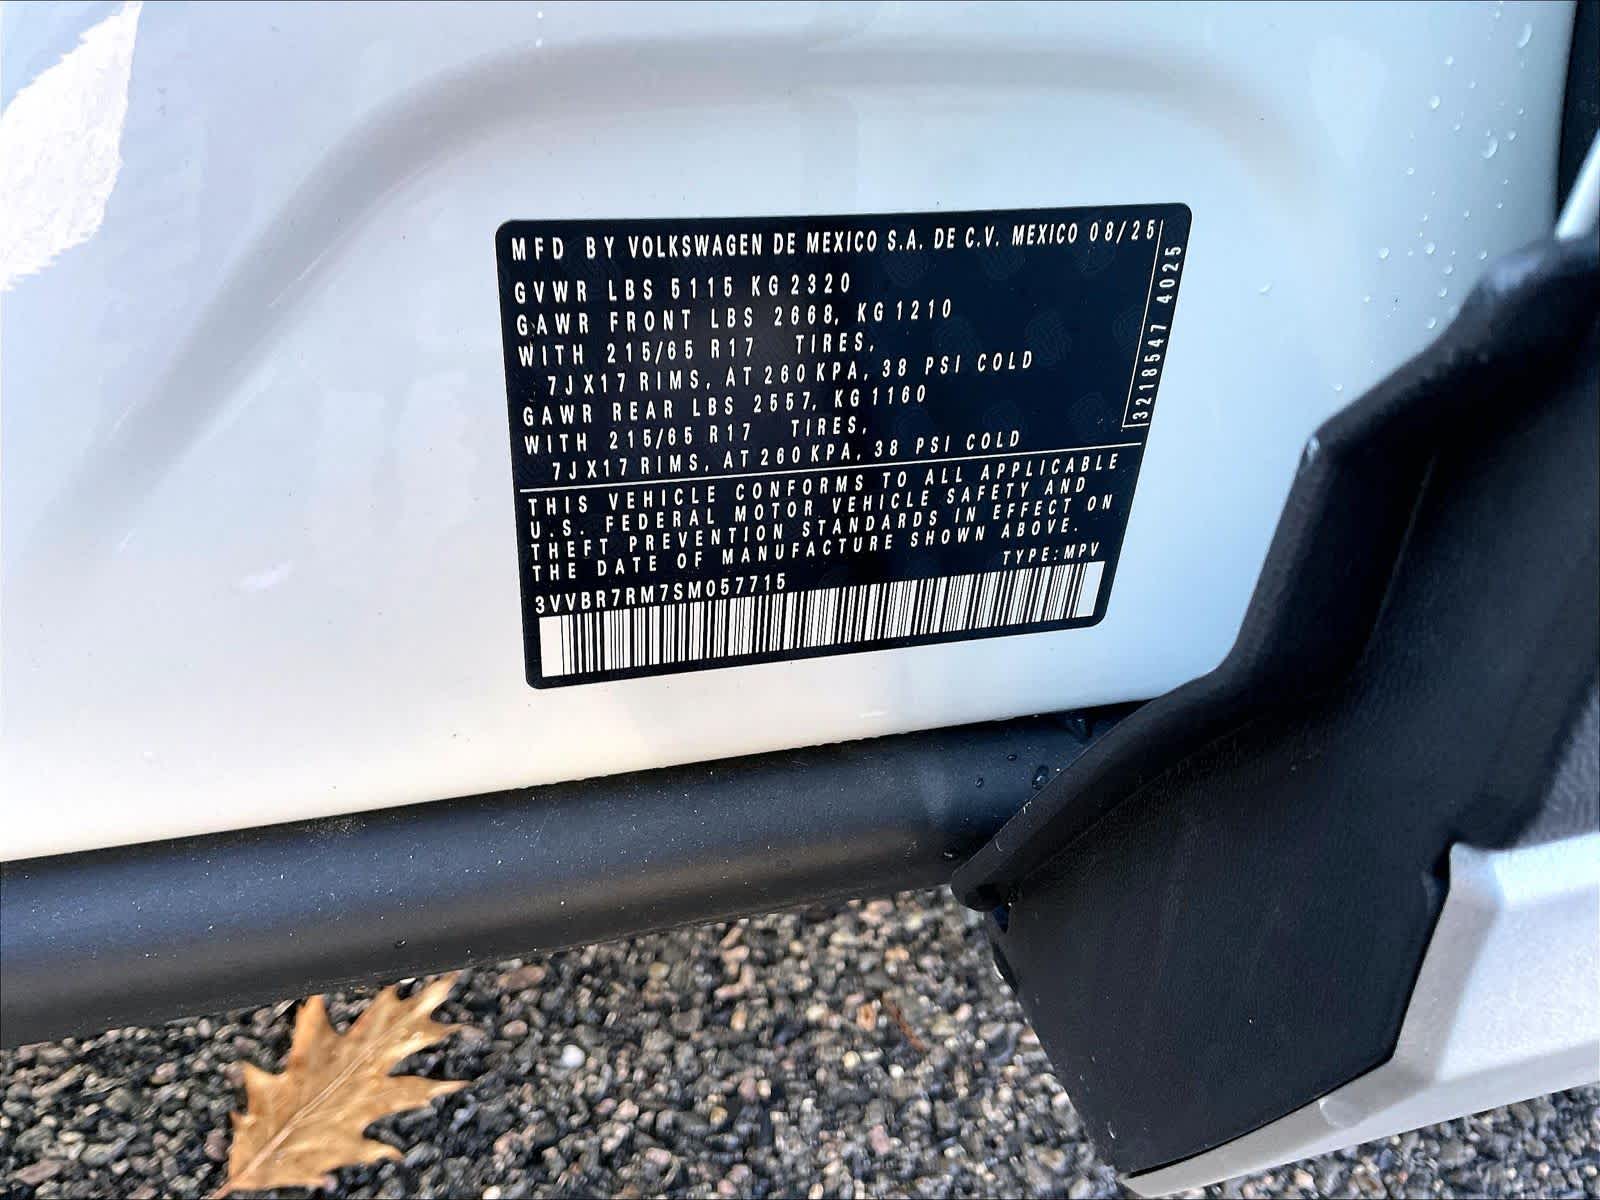 MFD BY VOLKSWAGEN DE MEXICO S.A. DE C.V. MEXICO 08/25
GVWR LBS 5115 KG 2320
GAWR FRONT LBS 2668, KG 1210
WITH 215/65 R17 TIRES,
7JX17 RIMS, AT 260 KPA, 38 PSI COLD
GAWR REAR LBS 2557, KG 1160
WITH 215/65 R17 TIRES,
7JX17 RIMS, AT 260 KPA, 38 PSI COLD
3218547 4025
THIS VEHICLE CONFORMS TO ALL APPLICABLE
U.S. FEDERAL MOTOR VEHICLE SAFETY AND
THEFT PREVENTION STANDARDS IN EFFECT ON
THE DATE OF MANUFACTURE SHOWN ABOVE.
TYPE: MPV
3VVBR7RM7SM057715